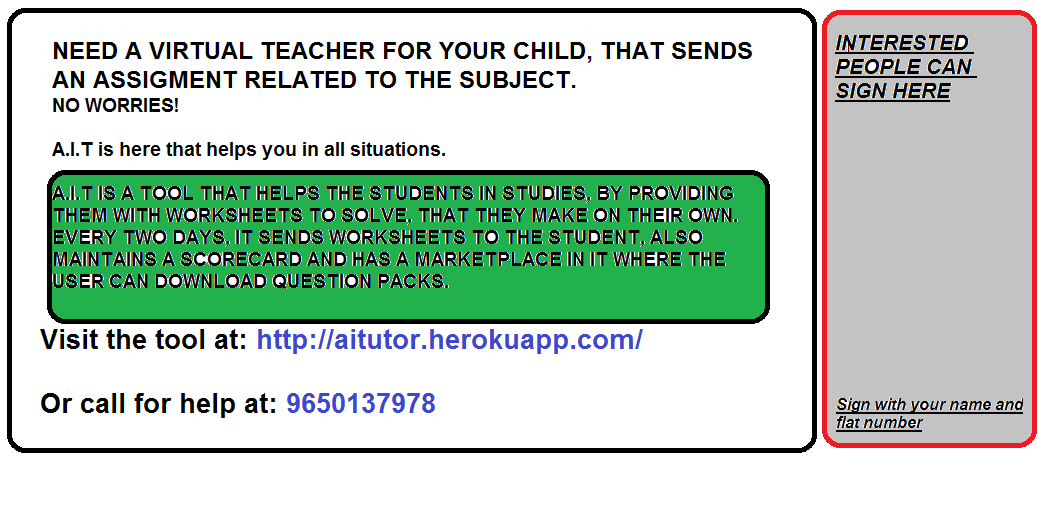 NEED A VIRTUAL TEACHER FOR YOUR CHILD, THAT SENDS
AN ASSIGMENT RELATED TO THE SUBJECT.
NO WORRIES!
A.I.T is here that helps you in all situations.
A.I.T IS A TOOL THAT HELPS THE STUDENTS IN STUDIES, BY PROVIDING
THEM WITH WORKSHEETS TO SOLVE, THAT THEY MAKE ON THEIR OWN.
EVERY TWO DAYS, IT SENDS WORKSHEETS TO THE STUDENT, ALSO
MAINTAINS A SCORECARD AND HAS A MARKETPLACE IN IT WHERE THE
USER CAN DOWNLOAD QUESTION PACKS.
Visit the tool at: http://aitutor.herokuapp.com/
Or call for help at: 9650137978
INTERESTED
PEOPLE CAN
SIGN HERE
Sign with your name and
flat number